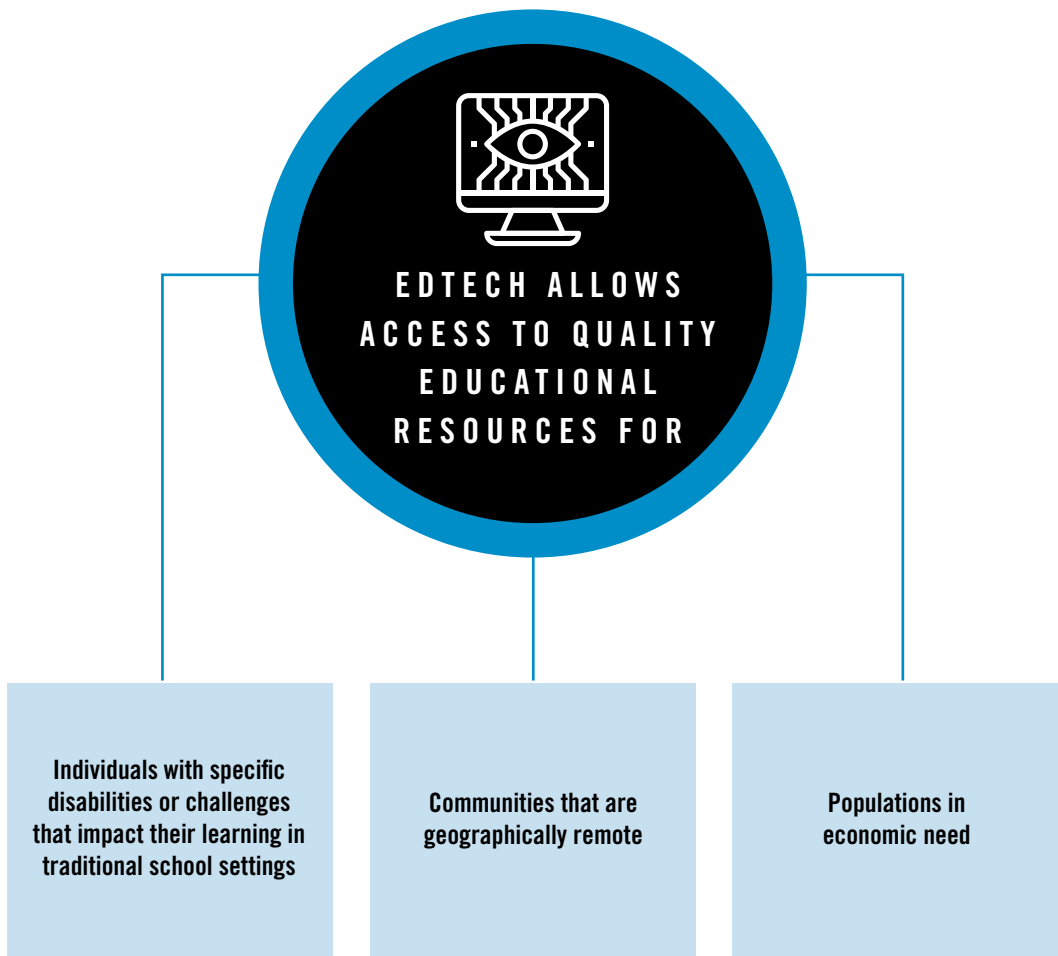 EDTECH ALLOWS
ACCESS TO QUALITY
EDUCATIONAL
RESOURCES FOR
Individuals with specific
disabilities or challenges
that impact their learning in
traditional school settings
Communities that are
geographically remote
Populations in
economic need